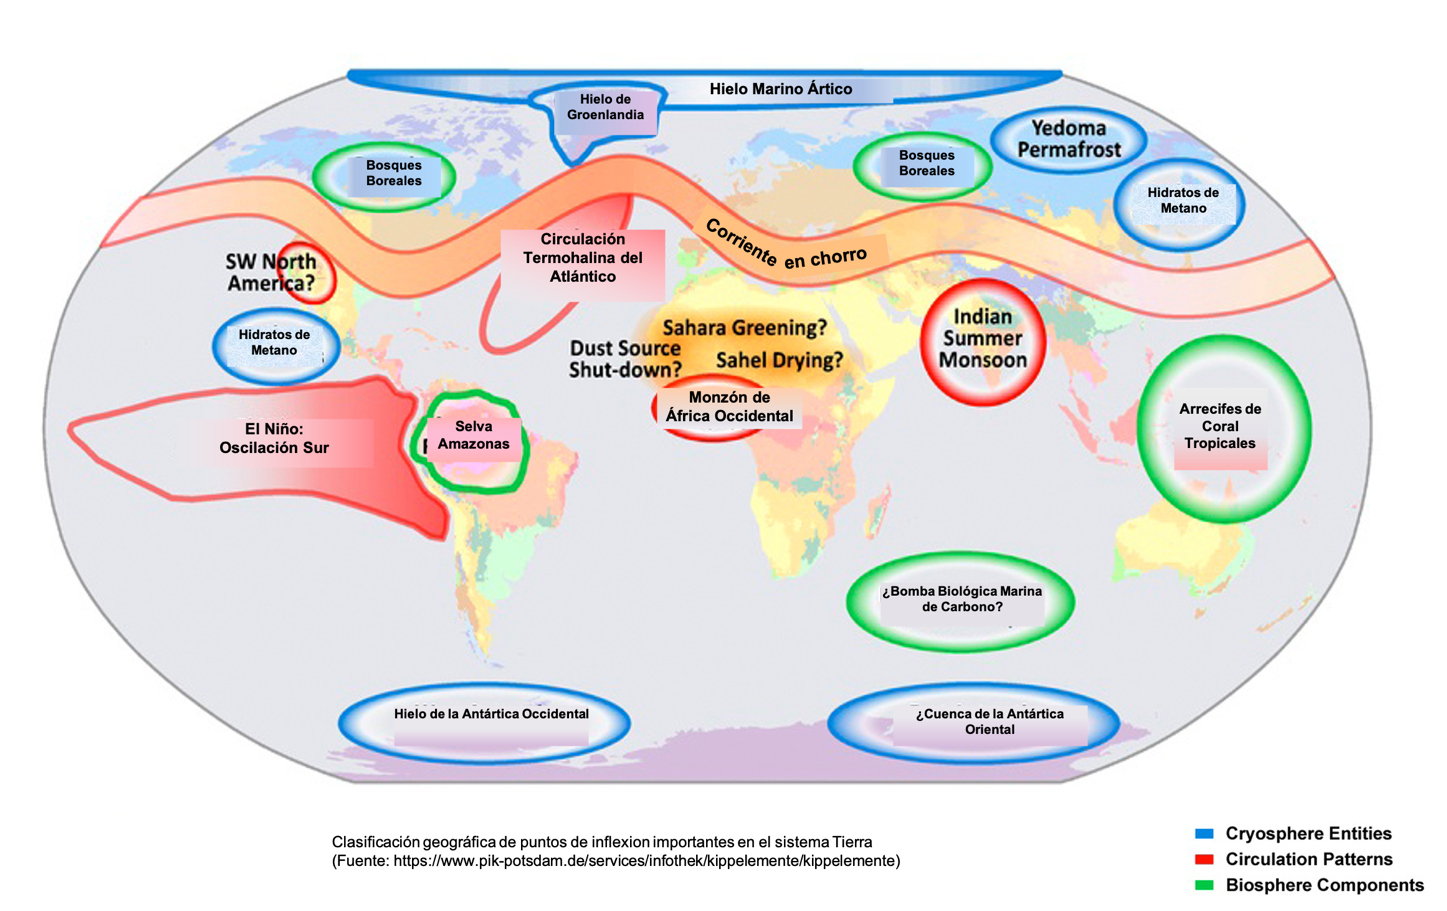 Hielo Marino Ártico
Hielo de
Groenlandia
Yedoma
Permafrost
Bosques
Boreales
Bosques
Boreales
Hidratos de
Metano
Corriente en chorro
Circulación
Termohalina del
Atlántico
SW North
America?
Hidratos de
Metano
Sahara Greening?
Dust Source
Shut-down?
Sahel Drying?
Indian
Summer
Monsoon
Monzón de
África Occidental
El Niño:
Oscilación Sur
Selva
Amazonas
Arrecifes de
Coral
Tropicales
¿Bomba Biológica Marina
de Carbono?
Hielo de la Antártica Occidental
¿Cuenca de la Antártica
Oriental
Clasificación geográfica de puntos de inflexion importantes en el sistema Tierra
(Fuente: https://www.pik-potsdam.de/services/infothek/kippelemente/kippelemente)
Cryosphere Entities
Circulation Patterns
Biosphere Components